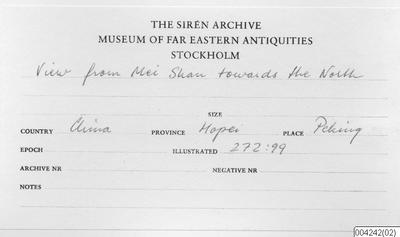 THE SIRÉN ARCHIVE
MUSEUM OF FAR EASTERN ANTIQUITIES
STOCKHOLM
View from Mei Shan towards the North
SIZE
COUNTRY China PROVINCE Hopei PLACE Peking
EPOCH ILLUSTRATED 272:99
ARCHIVE NR NEGATIVE NR
NOTES
004242(02)